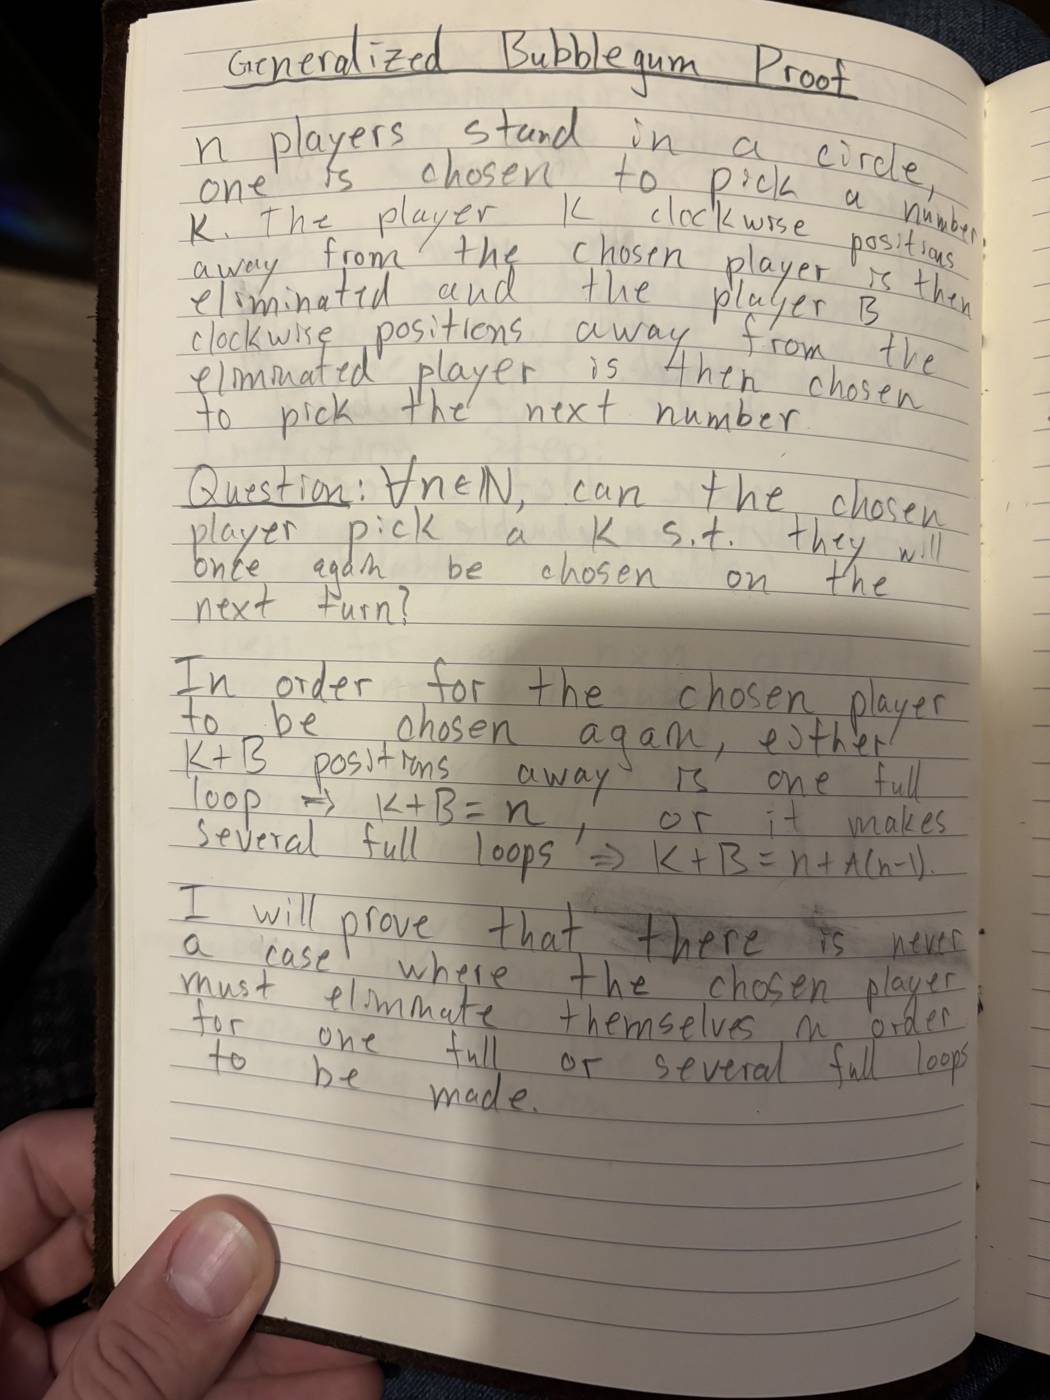 Generalized Bubblegum Proof
n players stand in a circle,
one is chosen to pick a number
K. The player K clockwise positions
away from the chosen player is then
eliminated and the player B
clockwise positions away from the
eliminated player is then chosen
to pick the next number.
Question: ∀n∈ℕ, can the chosen
player pick a K s.t. they will
once again be chosen on the
next turn?
In order for the chosen player
to be chosen again, either
K+B positions away is one full
loop ⇒ K+B=n, or it makes
several full loops ⇒ K+B=n+A(n-1).
I will prove that there is never
a case where the chosen player
must eliminate themselves in order
for one full or several full loops
to be made.